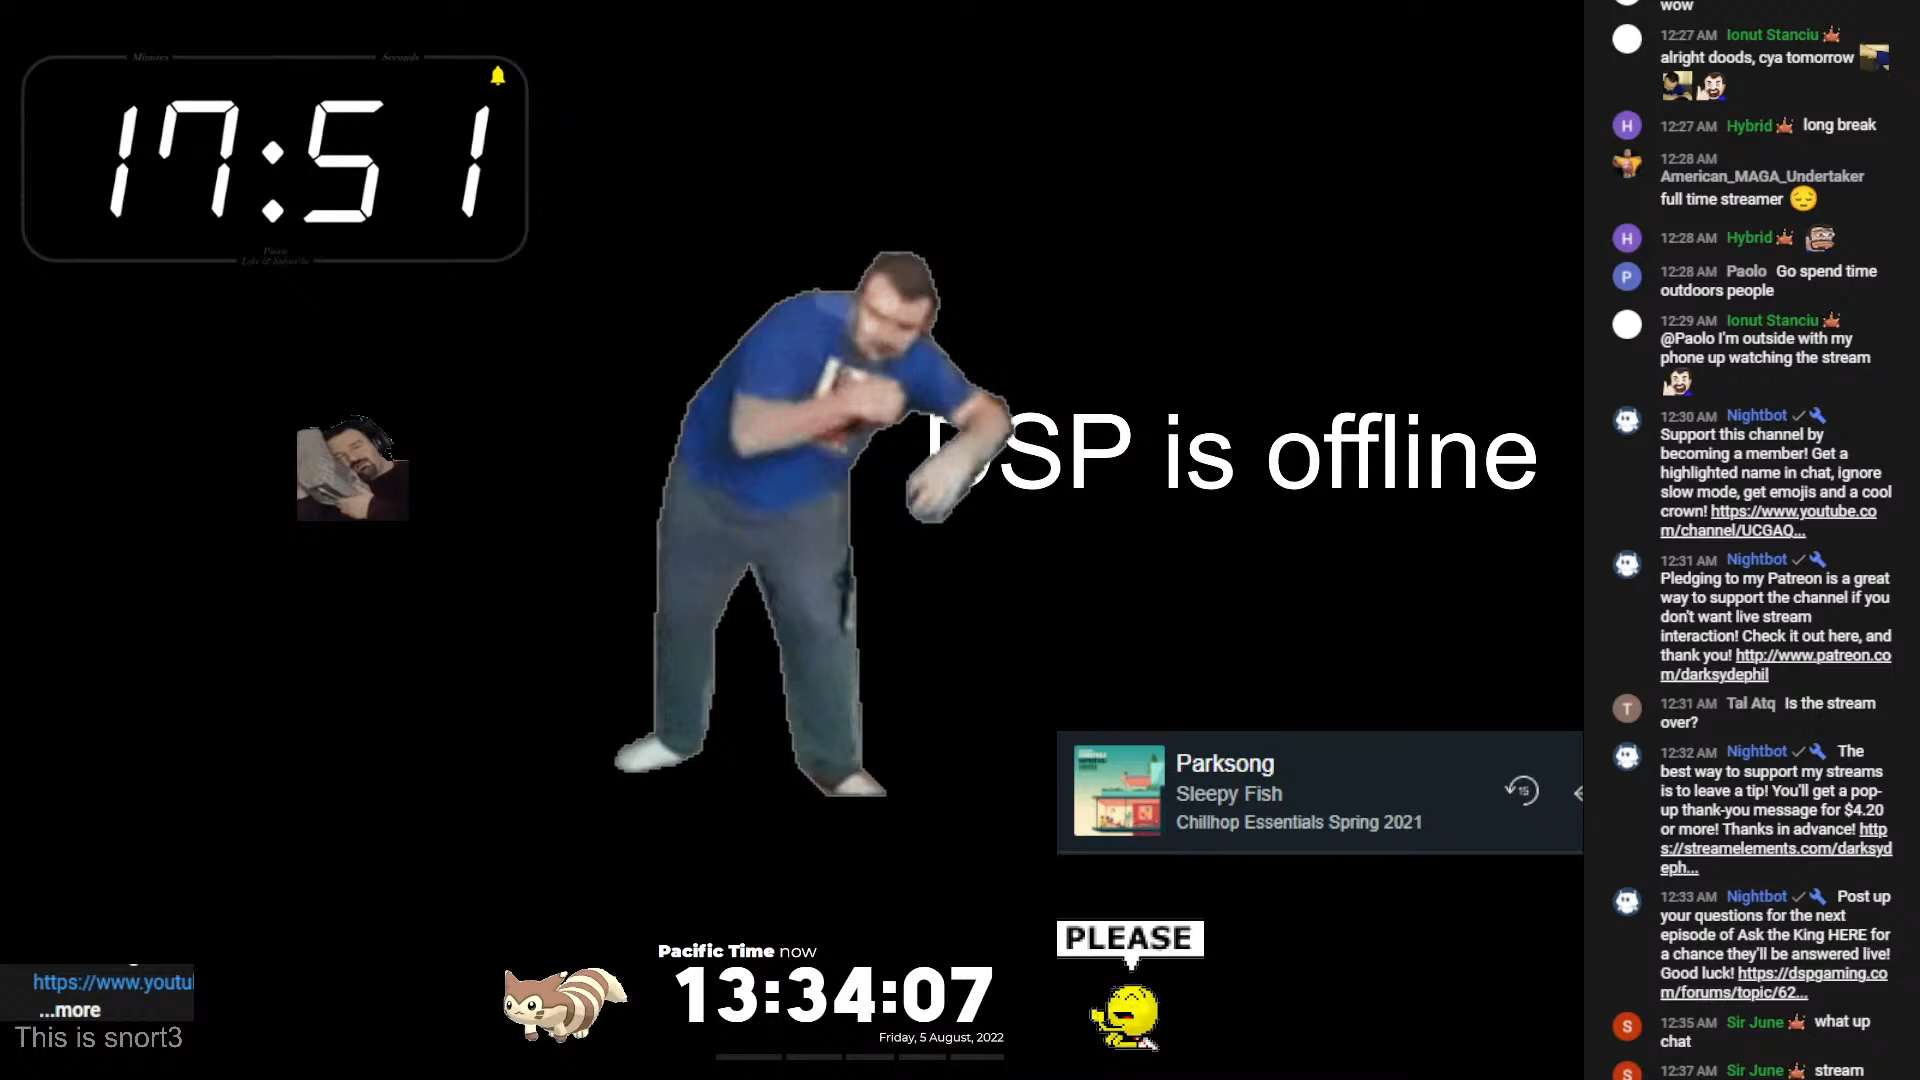 Minutes
Seconds
17:51
Please
Like & Subscribe
DSP is offline
Parksong
Sleepy Fish
Chillhop Essentials Spring 2021
15
PLEASE
Pacific Time now
13:34:07
Friday, 5 August, 2022
https://www.youtu
...more
This is snort3
wow
12:27 AM Ionut Stanciu
alright doods, cya tomorrow
H
12:27 AM Hybrid long break
12:28 AM
American_MAGA_Undertaker
full time streamer
H
12:28 AM Hybrid
P
12:28 AM Paolo Go spend time
outdoors people
12:29 AM Ionut Stanciu
@Paolo I'm outside with my
phone up watching the stream
12:30 AM Nightbot
Support this channel by
becoming a member! Get a
highlighted name in chat, ignore
slow mode, get emojis and a cool
crown! https://www.youtube.co
m/channel/UCGAQ...
12:31 AM Nightbot
Pledging to my Patreon is a great
way to support the channel if you
don't want live stream
interaction! Check it out here, and
thank you! http://www.patreon.co
m/darksydephil
T
12:31 AM Tal Atq Is the stream
over?
12:32 AM Nightbot The
best way to support my streams
is to leave a tip! You'll get a pop-
up thank-you message for $4.20
or more! Thanks in advance! http
s://streamelements.com/darksyd
eph...
12:33 AM Nightbot Post up
your questions for the next
episode of Ask the King HERE for
a chance they'll be answered live!
Good luck! https://dspgaming.co
m/forums/topic/62...
S
12:35 AM Sir June what up
chat
S
12:37 AM Sir June stream